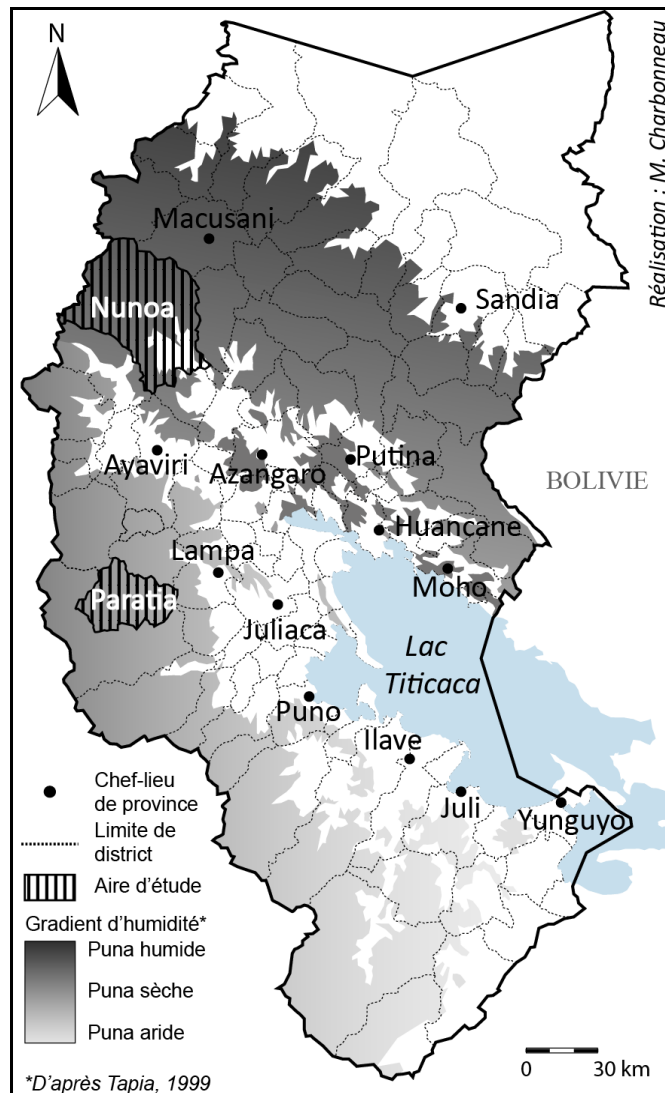 N
Réalisation : M. Charbonneau
Macusani
Nunoa
Sandia
Ayaviri
Azangaro
Putina
BOLIVIE
Huancane
Lampa
Moho
Paratia
Juliaca
Lac
Titicaca
Puno
Ilave
Juli
Yunguyo
Chef-lieu
de province
Limite de
district
Aire d'étude
Gradient d'humidité*
Puna humide
Puna sèche
Puna aride
0 30 km
*D'après Tapia, 1999